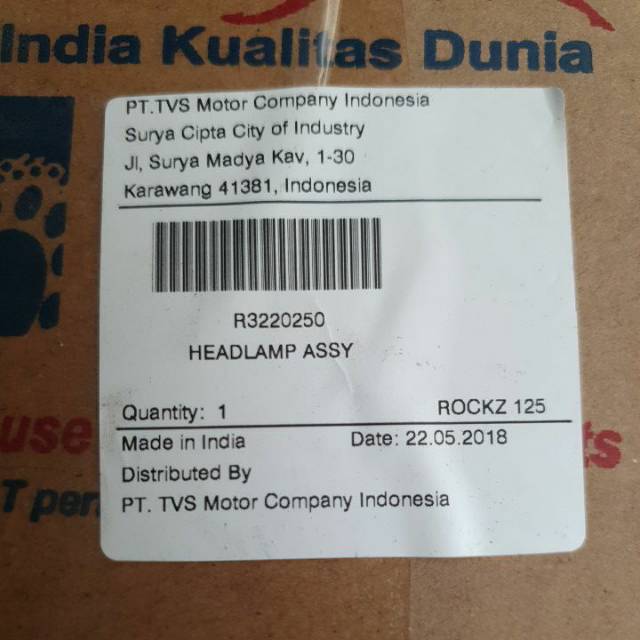 India Kualitas Dunia
PT.TVS Motor Company Indonesia
Surya Cipta City of Industry
Jl, Surya Madya Kav, 1-30
Karawang 41381, Indonesia
R3220250
HEADLAMP ASSY
Quantity: 1 ROCKZ 125
use
Made in India Date: 22.05.2018
Distributed By
T per
PT. TVS Motor Company Indonesia